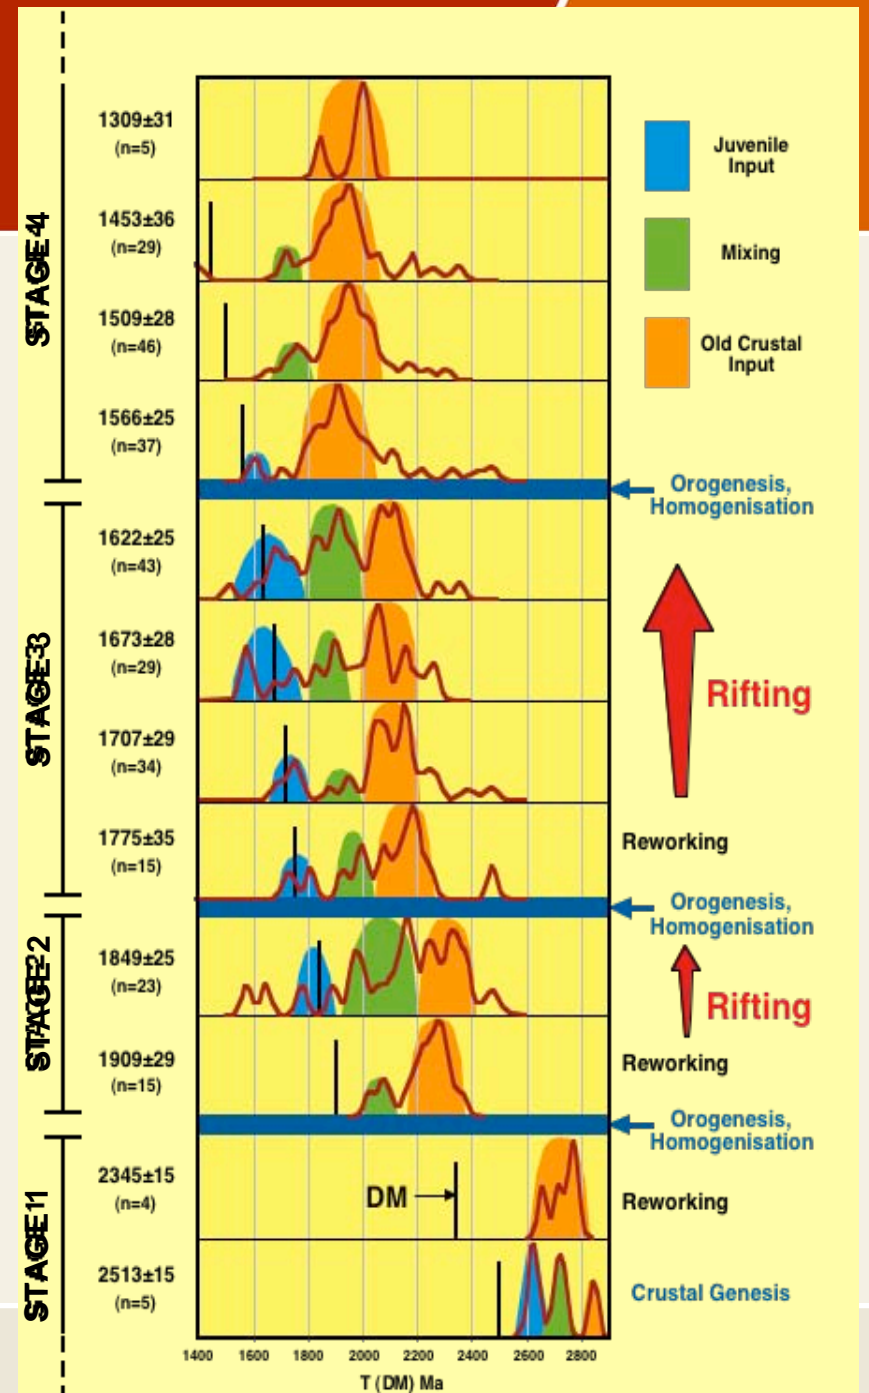 STAGE 4
1309±31
(n=5)
1453±36
(n=29)
1509±28
(n=46)
1566±25
(n=37)
Juvenile
Input
Mixing
Old Crustal
Input
Orogenesis,
Homogenisation
STAGE 3
1622±25
(n=43)
1673±28
(n=29)
1707±29
(n=34)
1775±35
(n=15)
Rifting
Reworking
Orogenesis,
Homogenisation
STAGE 2
1849±25
(n=23)
1909±29
(n=15)
Rifting
Reworking
Orogenesis,
Homogenisation
STAGE 1
2345±15
(n=4)
DM
Reworking
2513±15
(n=5)
Crustal Genesis
1400 1600 1800 2000 2200 2400 2600 2800
T (DM) Ma